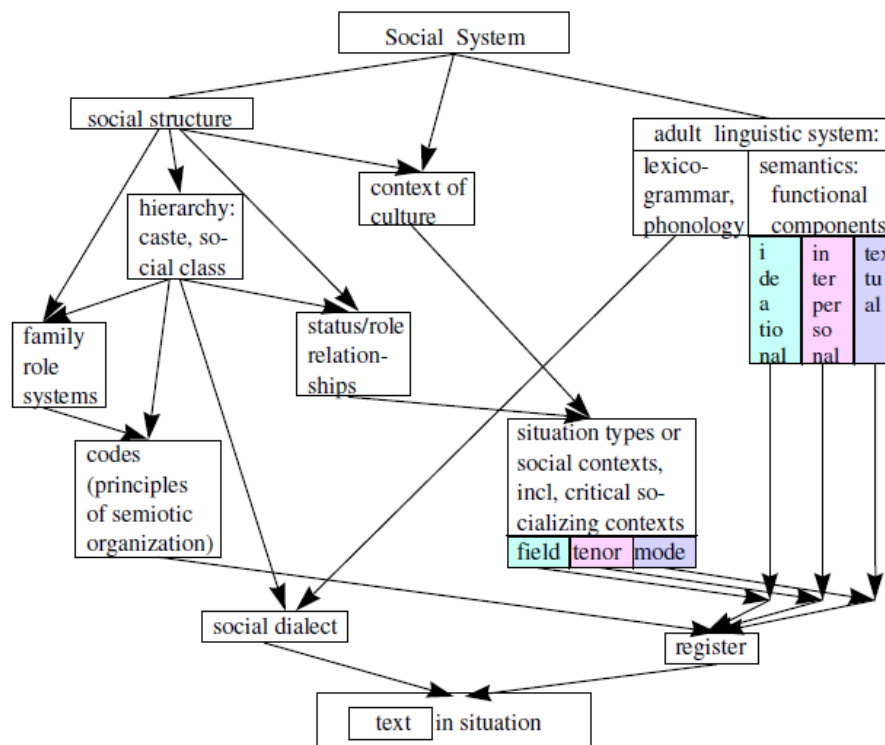 Social System
social structure
adult linguistic system:
lexico-
grammar,
phonology
semantics:
functional
components
context of
culture
hierarchy:
caste, so-
cial class
i
de
a
tio
nal
in
ter
per
so
nal
tex
tu
al
family
role
systems
status/role
relation-
ships
situation types or
social contexts,
incl, critical so-
cializing contexts
field tenor mode
codes
(principles
of semiotic
organization)
social dialect
register
text in situation